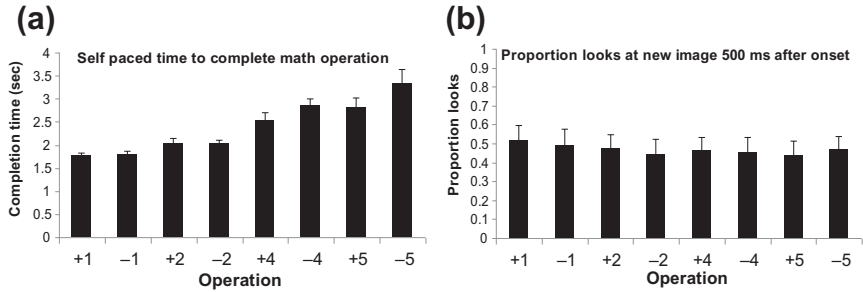 (a)
Self paced time to complete math operation
Completion time (sec)
4
3.5
3
2.5
2
1.5
1
0.5
0
+1 –1 +2 –2 +4 –4 +5 –5
Operation
(b)
Proportion looks at new image 500 ms after onset
Proportion looks
1
0.9
0.8
0.7
0.6
0.5
0.4
0.3
0.2
0.1
0
+1 –1 +2 –2 +4 –4 +5 –5
Operation